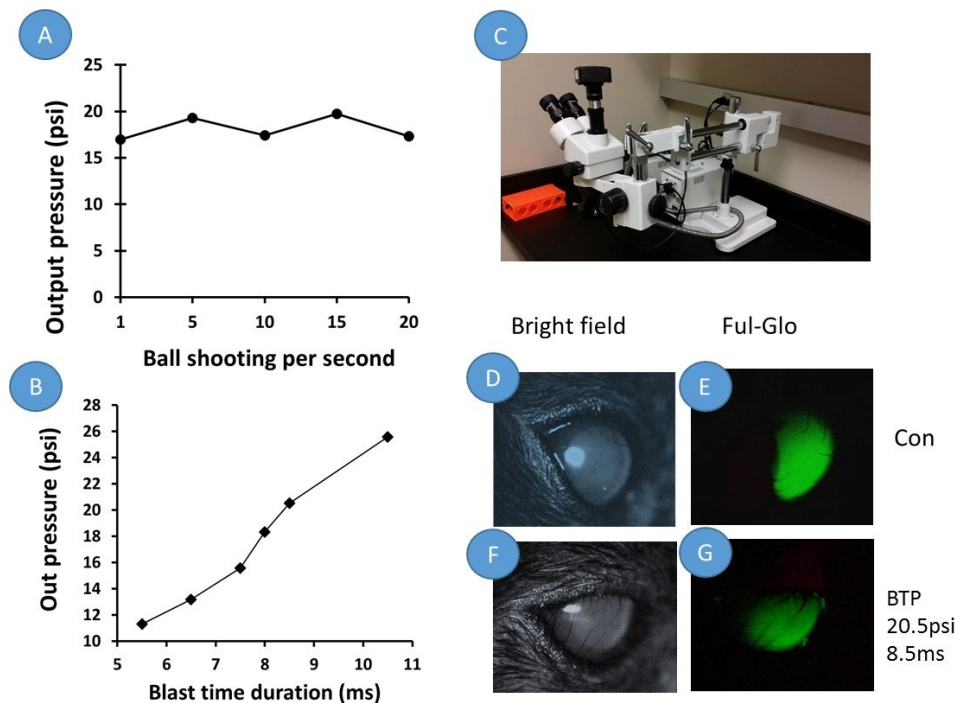 A
25
20
15
10
5
0
1 5 10 15 20
Output pressure (psi)
Ball shooting per second
B
28
26
24
22
20
18
16
14
12
10
5 6 7 8 9 10 11
Out pressure (psi)
Blast time duration (ms)
C
Bright field Ful-Glo
D
E
Con
F
G
BTP
20.5psi
8.5ms